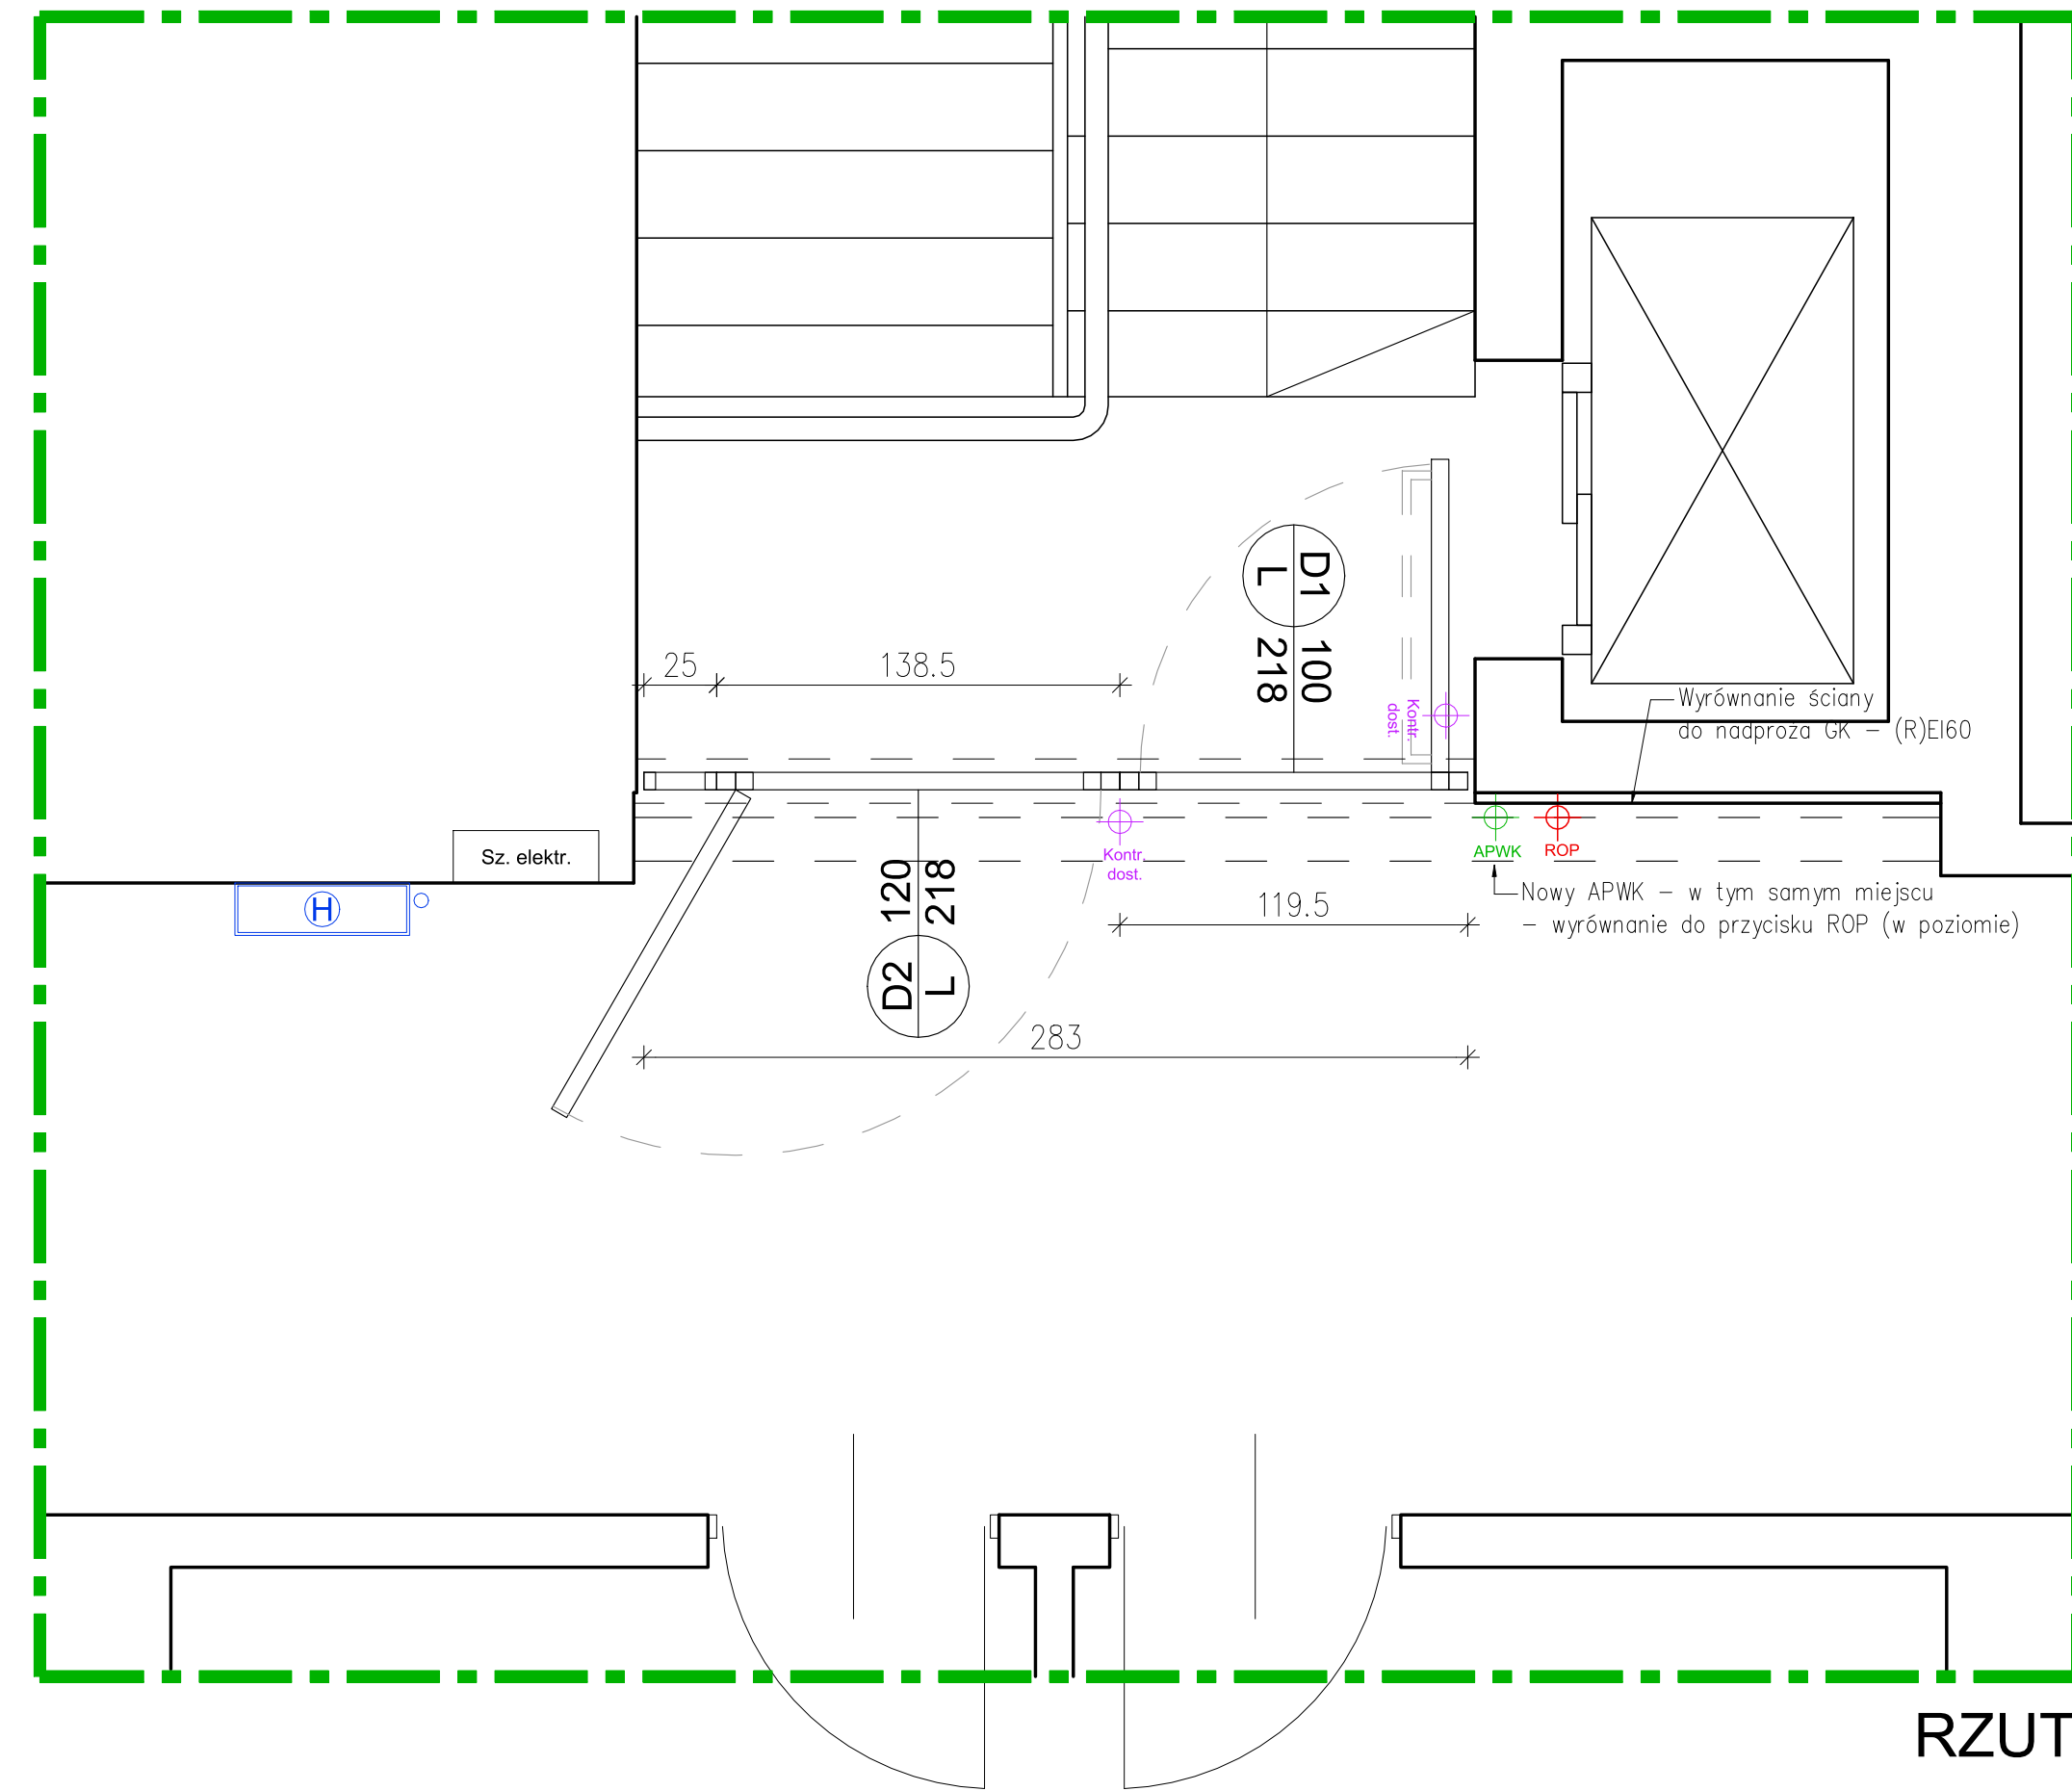 D1
L
100
218
25
138.5
Kontr.
dost.
Wyrównanie ściany
do nadproża GK – (R)EI60
Sz. elektr.
H
Kontr.
dost.
APWK
ROP
D2
L
120
218
119.5
Nowy APWK – w tym samym miejscu
– wyrównanie do przycisku ROP (w poziomie)
283
RZUT